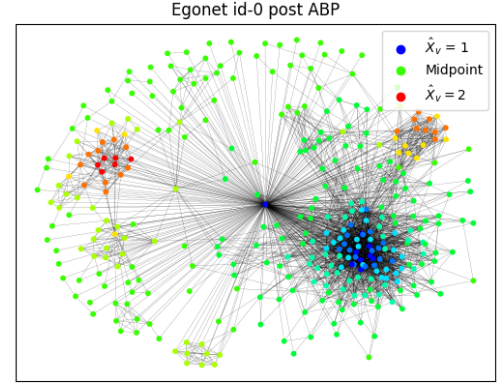 Egonet id-0 post ABP
X̂ᵥ = 1
Midpoint
X̂ᵥ = 2